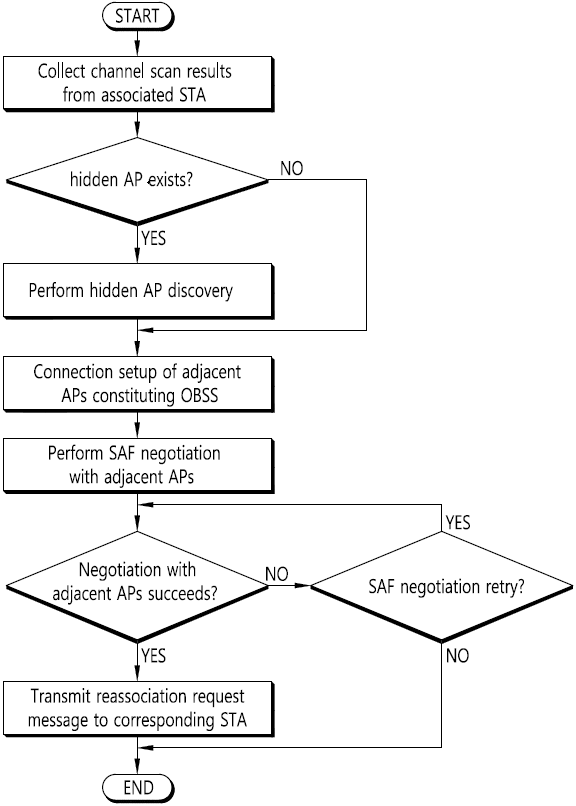 START
Collect channel scan results
from associated STA
hidden AP exists?
NO
YES
Perform hidden AP discovery
Connection setup of adjacent
APs constituting OBSS
Perform SAF negotiation
with adjacent APs
YES
Negotiation with
adjacent APs succeeds?
NO
SAF negotiation retry?
YES
NO
Transmit reassociation request
message to corresponding STA
END